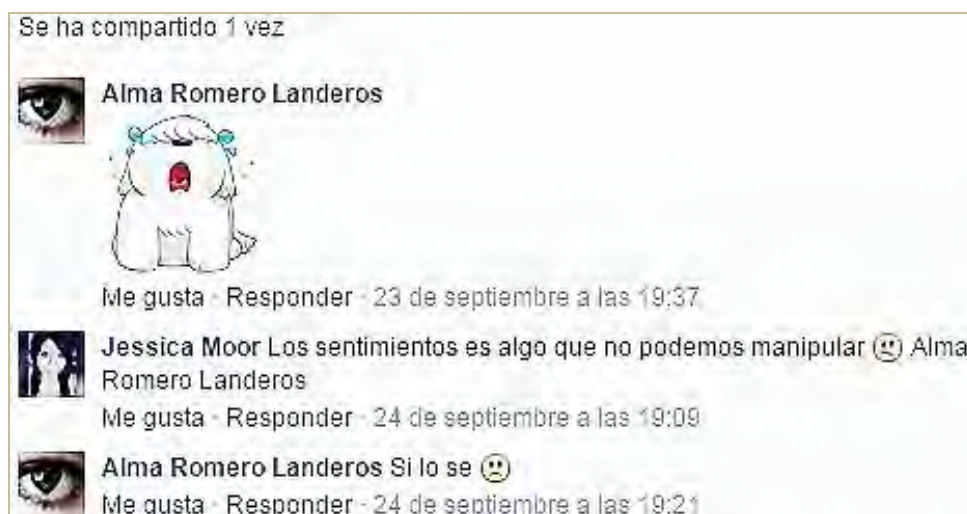 Se ha compartido 1 vez
Alma Romero Landeros
Me gusta · Responder · 23 de septiembre a las 19:37
Jessica Moor Los sentimientos es algo que no podemos manipular Alma
Romero Landeros
Me gusta · Responder · 24 de septiembre a las 19:09
Alma Romero Landeros Si lo se
Me gusta · Responder · 24 de septiembre a las 19:21